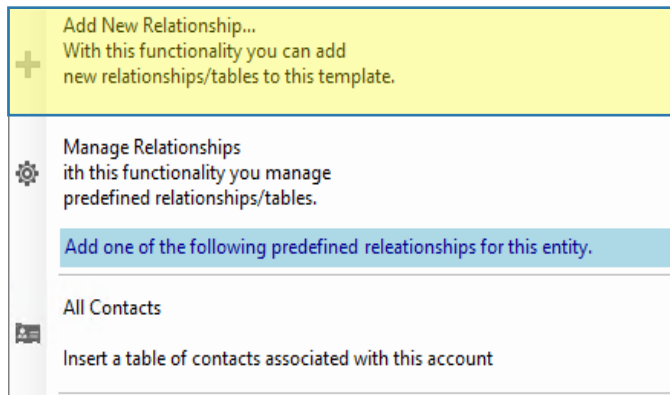 Add New Relationship...
With this functionality you can add
new relationships/tables to this template.
Manage Relationships
ith this functionality you manage
predefined relationships/tables.
Add one of the following predefined releationships for this entity.
All Contacts
Insert a table of contacts associated with this account